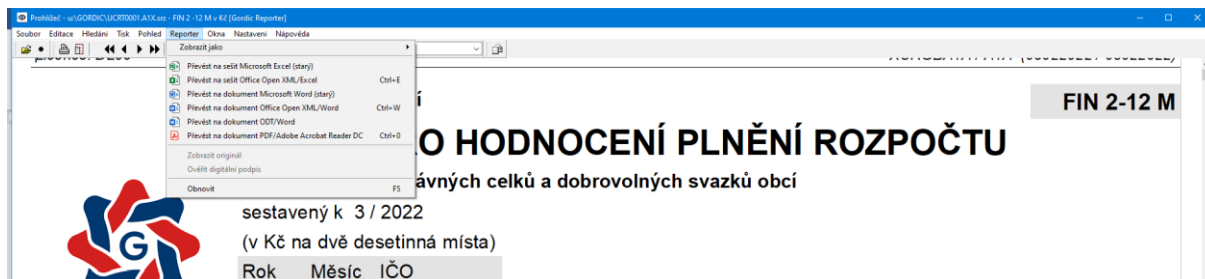 Prohlížeč - u:\GORDIC\UCRT0001.A1X.srz - FIN 2 -12 M v Kč [Gordic Reporter]
Soubor Editace Hledání Tisk Pohled Reporter Okna Nastavení Nápověda
Zobrazit jako
Převést na sešit Microsoft Excel (starý)
Převést na sešit Office Open XML/Excel Ctrl+E
Převést na dokument Microsoft Word (starý)
Převést na dokument Office Open XML/Word Ctrl+W
Převést na dokument ODT/Word
Převést na dokument PDF/Adobe Acrobat Reader DC Ctrl+0
Zobrazit originál
Ověřit digitální podpis
Obnovit F5
í
FIN 2-12 M
O HODNOCENÍ PLNĚNÍ ROZPOČTU
ávných celků a dobrovolných svazků obcí
sestavený k 3 / 2022
(v Kč na dvě desetinná místa)
Rok Měsíc IČO
G